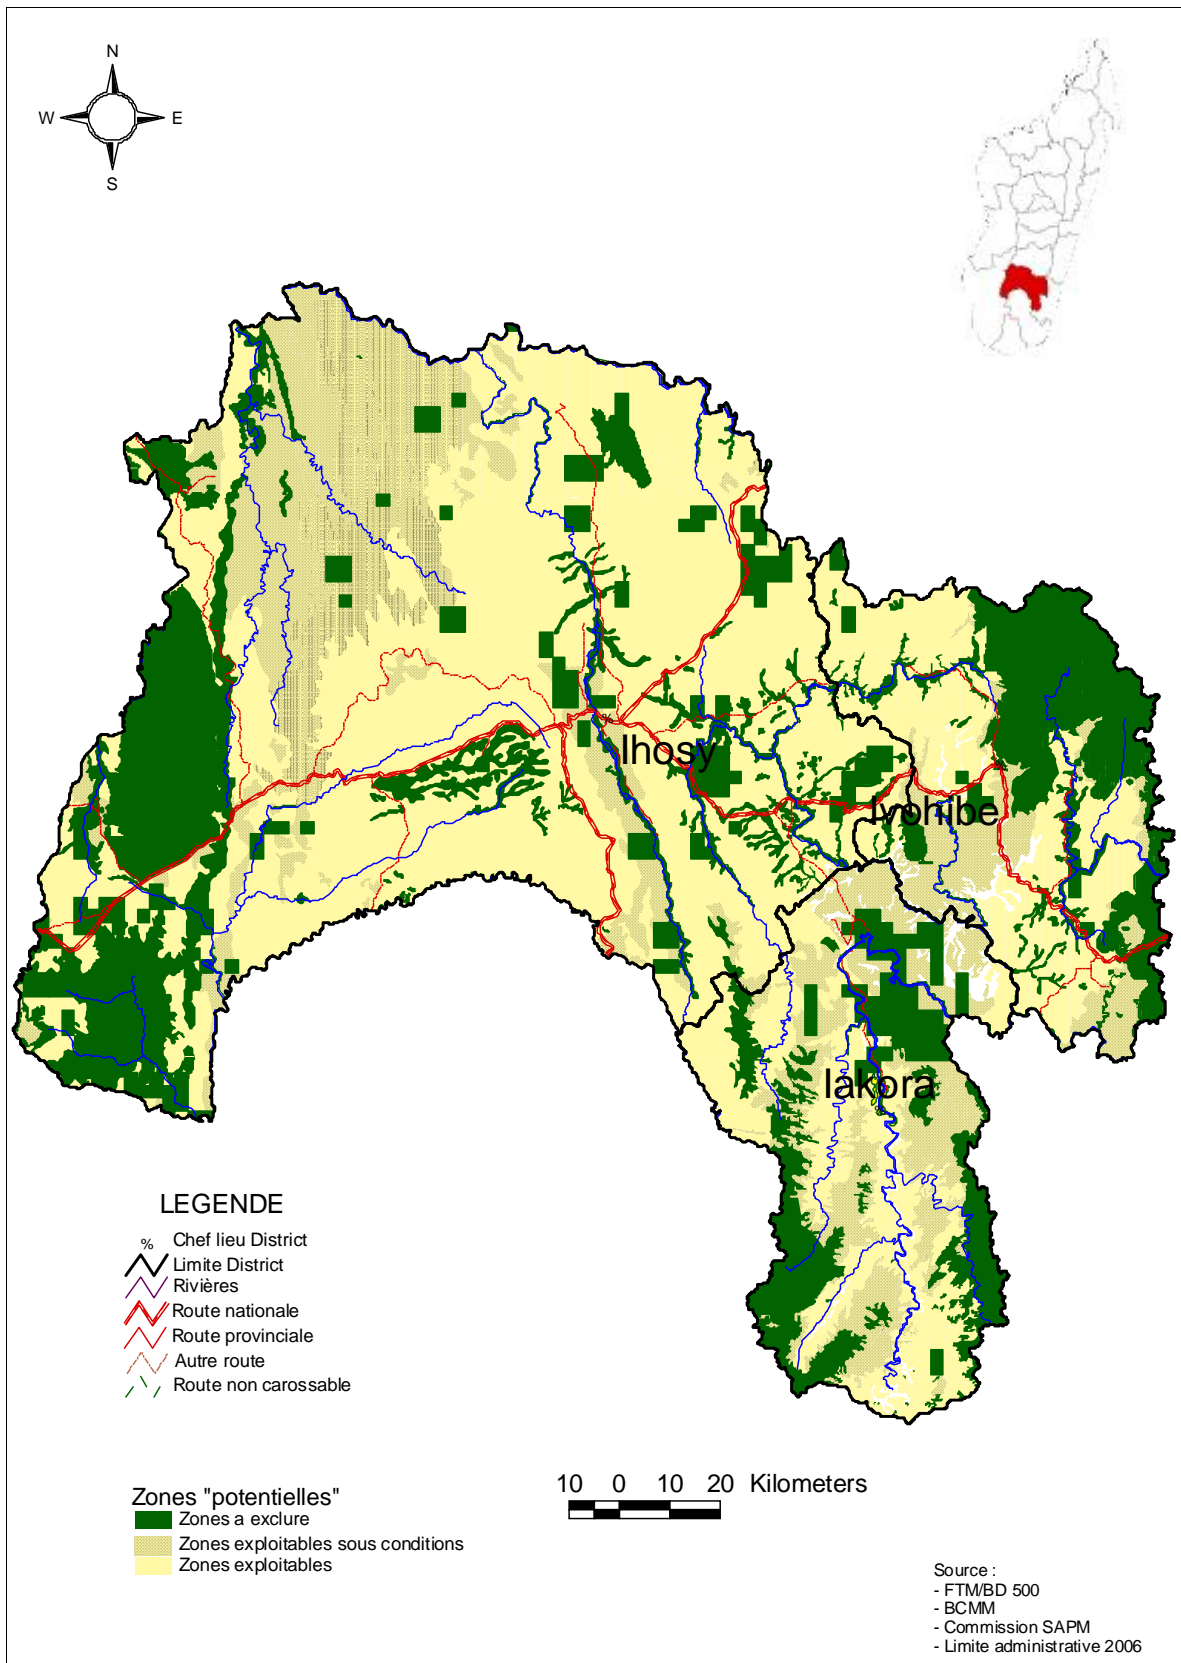 N
W
E
S
Ihosy
Ivohibe
Iakora
LEGENDE
% Chef lieu District
Limite District
Rivières
Route nationale
Route provinciale
Autre route
Route non carossable
10 0 10 20 Kilometers
Zones "potentielles"
Zones a exclure
Zones exploitables sous conditions
Zones exploitables
Source :
- FTM/BD 500
- BCMM
- Commission SAPM
- Limite administrative 2006